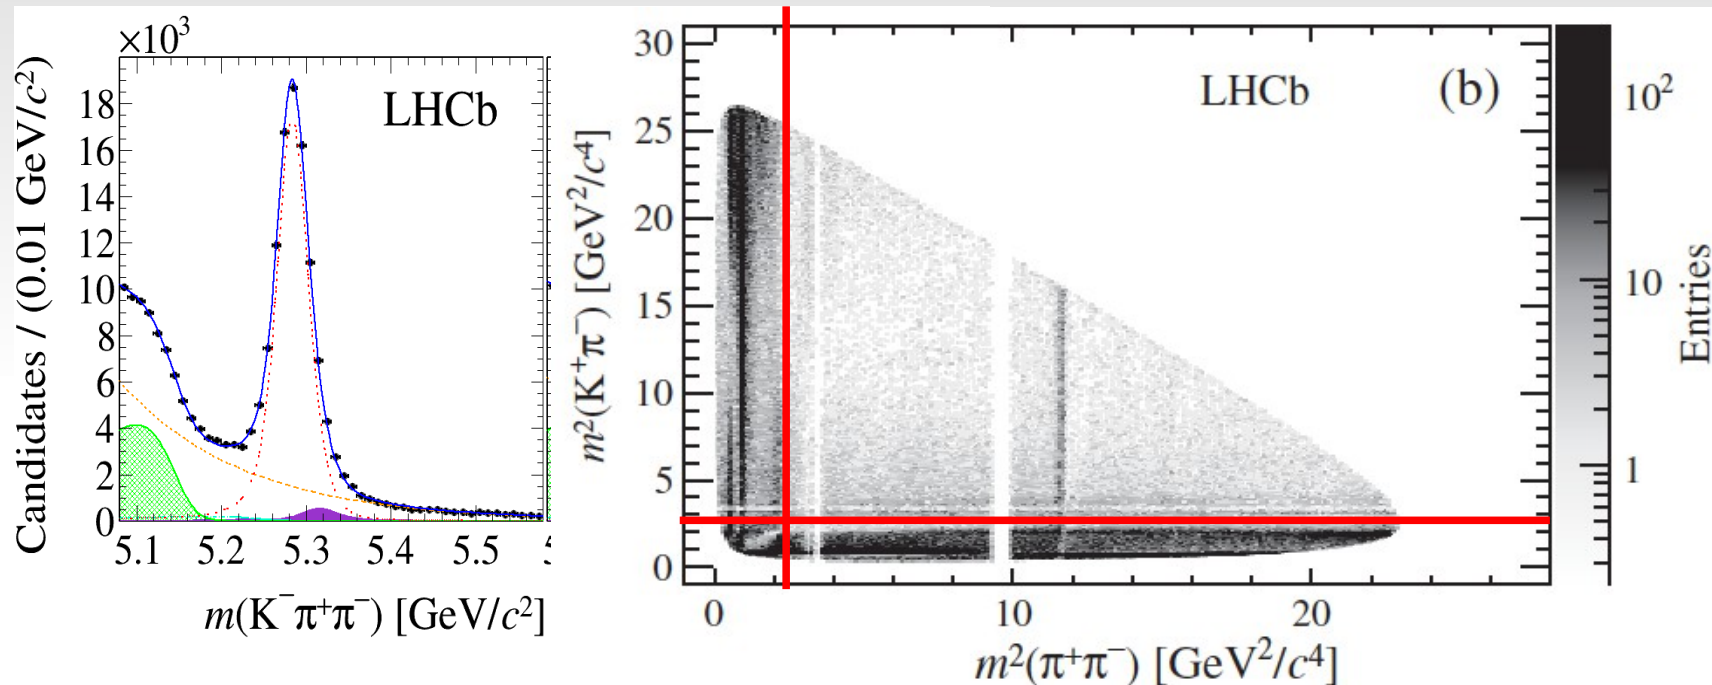 ×10³
LHCb
18
16
14
12
10
8
6
4
2
0
5.1 5.2 5.3 5.4 5.5
Candidates / (0.01 GeV/c²)
m(K⁻π⁺π⁻) [GeV/c²]
LHCb (b)
30
25
20
15
10
5
0
0 10 20
m²(K⁺π⁻) [GeV²/c⁴]
m²(π⁺π⁻) [GeV²/c⁴]
10²
10
1
Entries